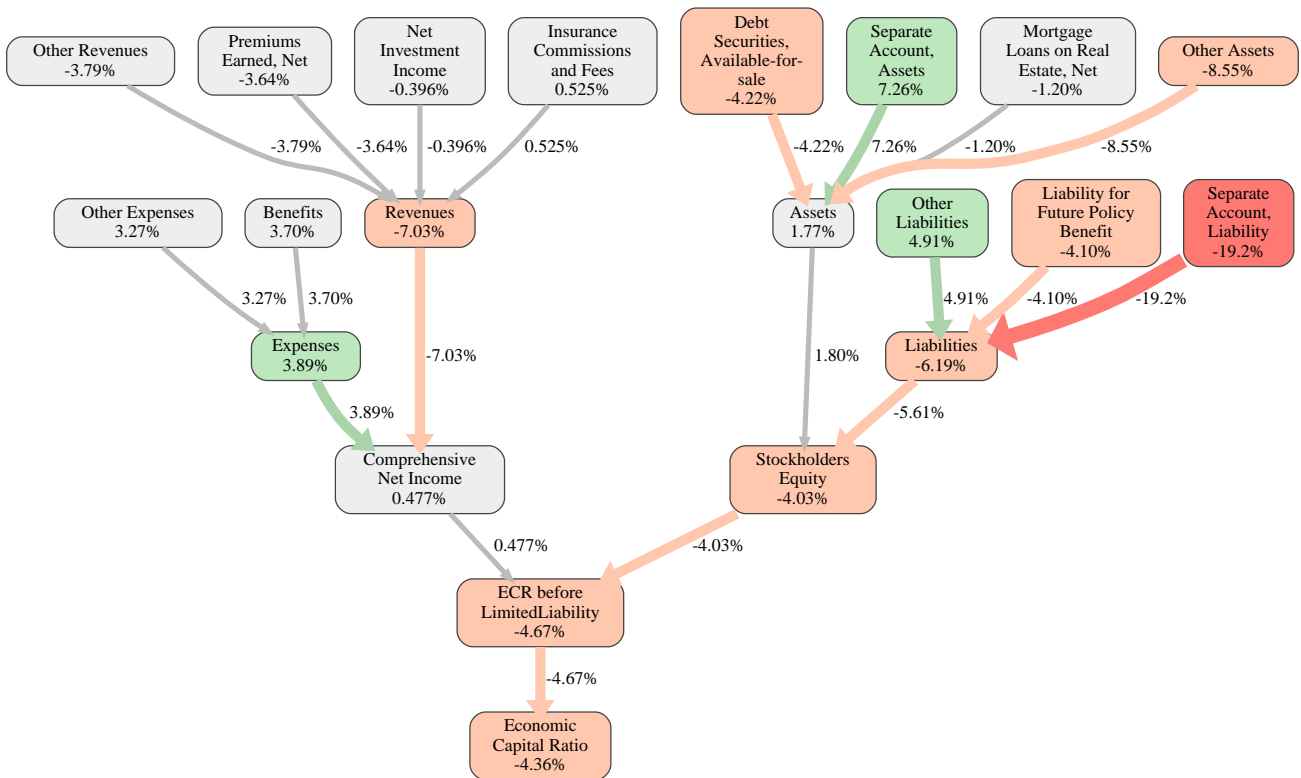 Other Revenues
-3.79%
Premiums
Earned, Net
-3.64%
Net
Investment
Income
-0.396%
Insurance
Commissions
and Fees
0.525%
Debt
Securities,
Available-for-
sale
-4.22%
Separate
Account,
Assets
7.26%
Mortgage
Loans on Real
Estate, Net
-1.20%
Other Assets
-8.55%
-3.79%
-3.64%
-0.396%
0.525%
-4.22%
7.26%
-1.20%
-8.55%
Other Expenses
3.27%
Benefits
3.70%
Revenues
-7.03%
Assets
1.77%
Other
Liabilities
4.91%
Liability for
Future Policy
Benefit
-4.10%
Separate
Account,
Liability
-19.2%
3.27%
3.70%
4.91%
-4.10%
-19.2%
Expenses
3.89%
-7.03%
1.80%
Liabilities
-6.19%
3.89%
-5.61%
Comprehensive
Net Income
0.477%
Stockholders
Equity
-4.03%
0.477%
-4.03%
ECR before
LimitedLiability
-4.67%
-4.67%
Economic
Capital Ratio
-4.36%